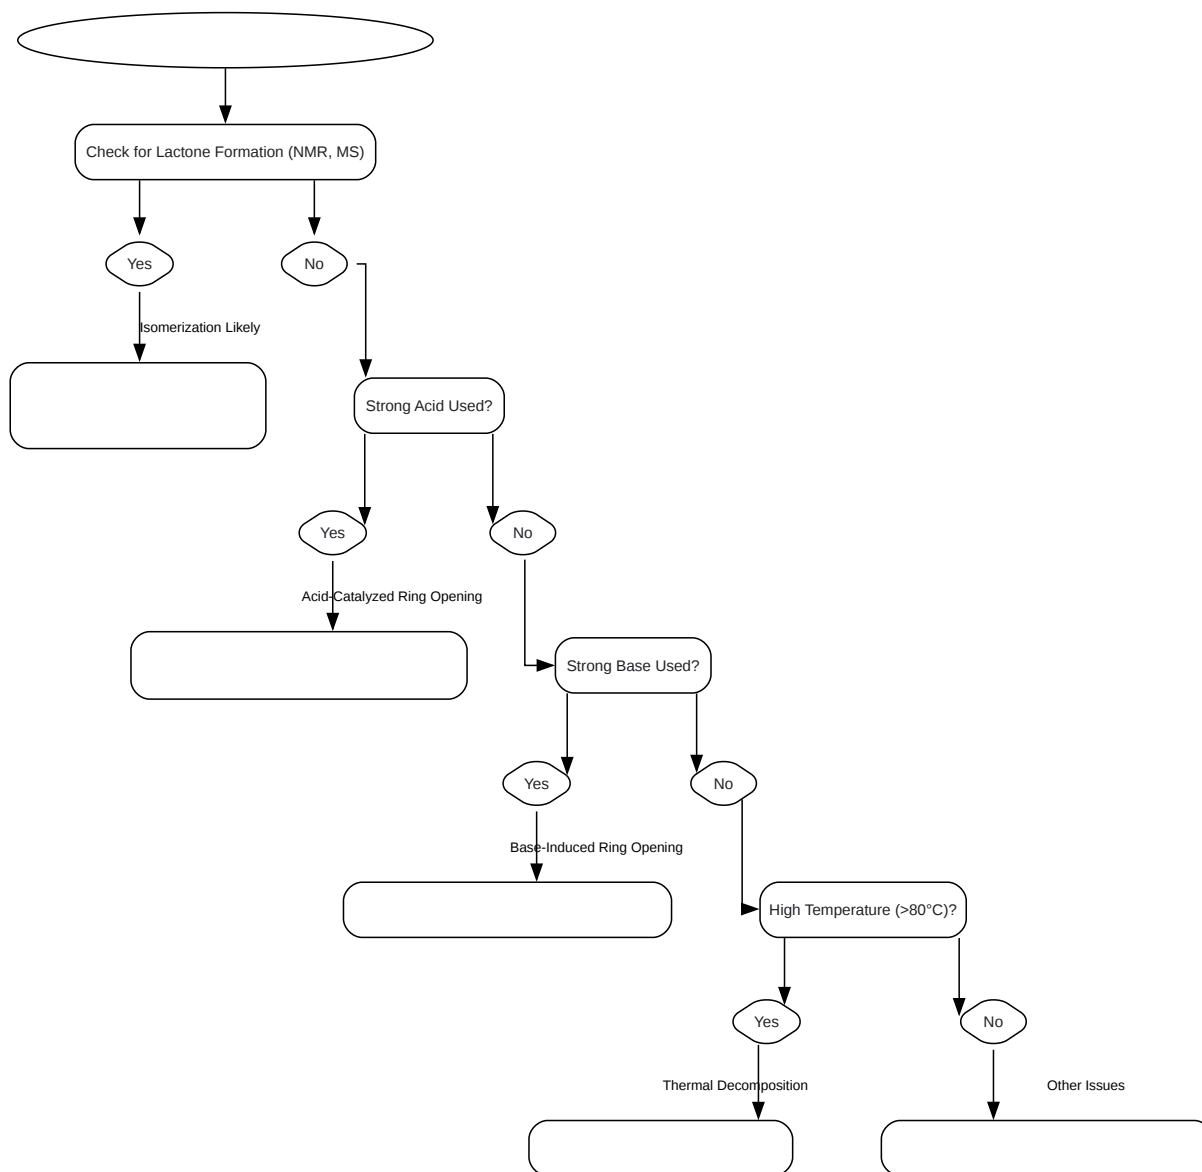 Check for Lactone Formation (NMR, MS)
Yes
No
Isomerization Likely
Strong Acid Used?
Yes
No
Acid-Catalyzed Ring Opening
Strong Base Used?
Yes
No
Base-Induced Ring Opening
High Temperature (>80°C)?
Yes
No
Thermal Decomposition
Other Issues